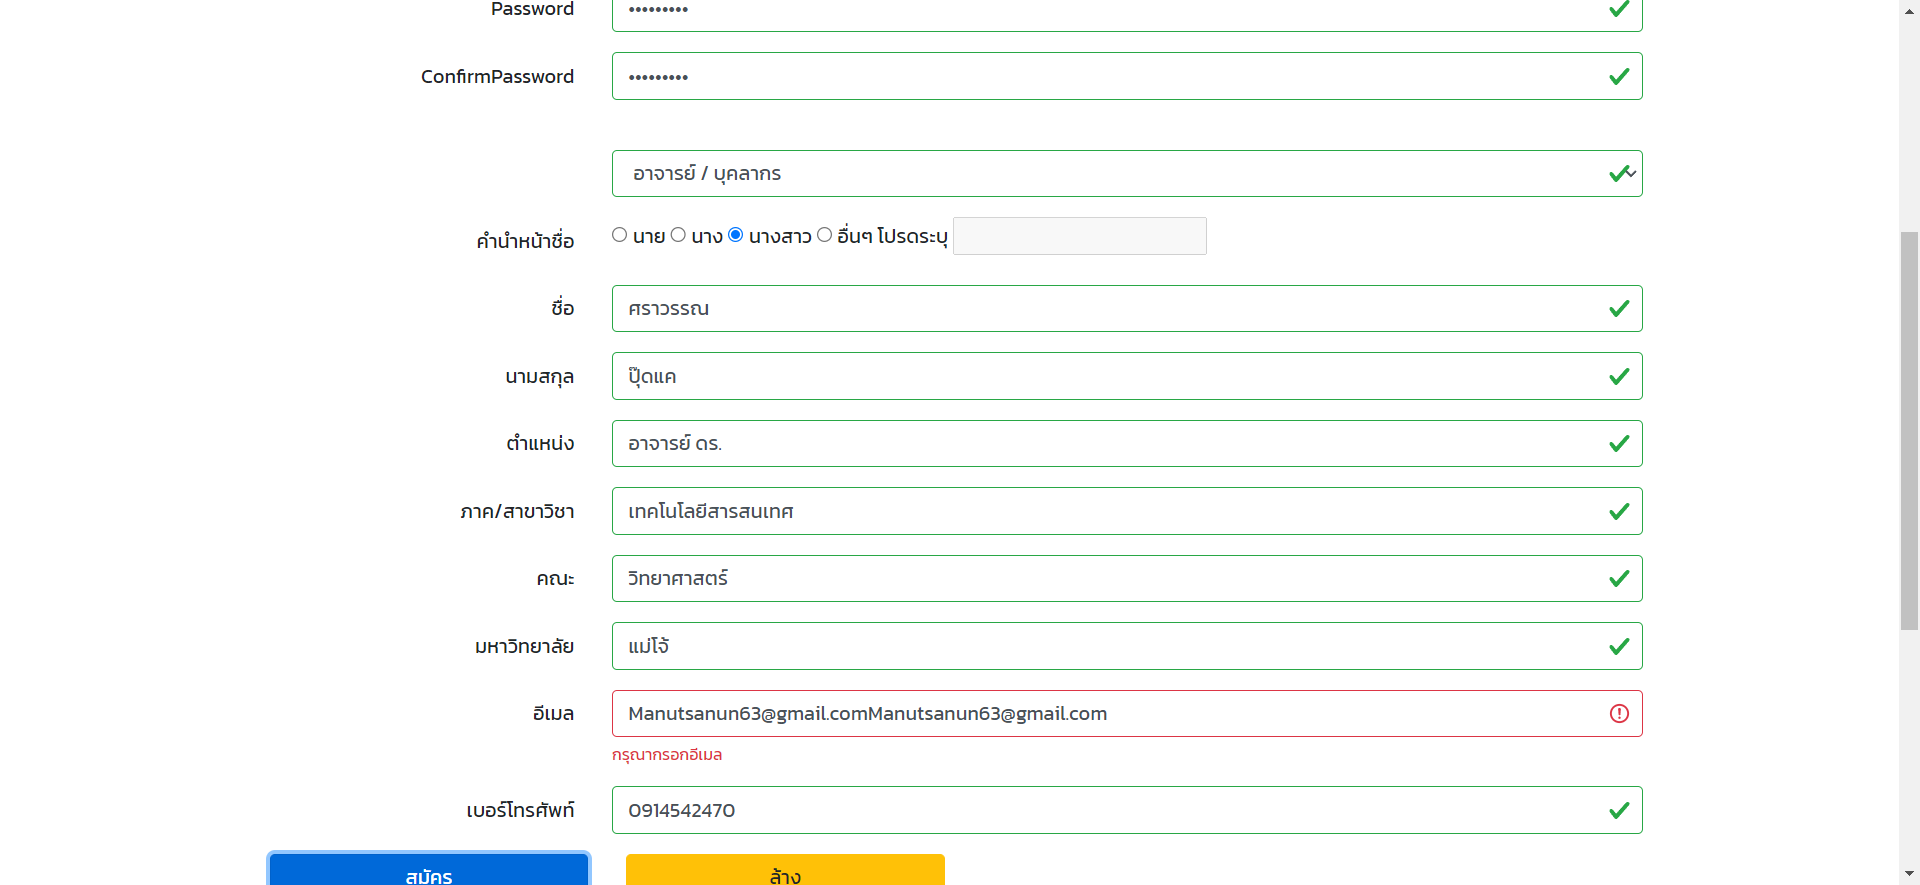 Password •••••••••
ConfirmPassword •••••••••
อาจารย์ / บุคลากร
คำนำหน้าชื่อ นาย นาง นางสาว อื่นๆ โปรดระบุ
ชื่อ ศราวรรณ
นามสกุล ปุ๊ดแค
ตำแหน่ง อาจารย์ ดร.
ภาค/สาขาวิชา เทคโนโลยีสารสนเทศ
คณะ วิทยาศาสตร์
มหาวิทยาลัย แม่โจ้
อีเมล Manutsanun63@gmail.comManutsanun63@gmail.com
กรุณากรอกอีเมล
เบอร์โทรศัพท์ 0914542470
สมัคร ล้าง